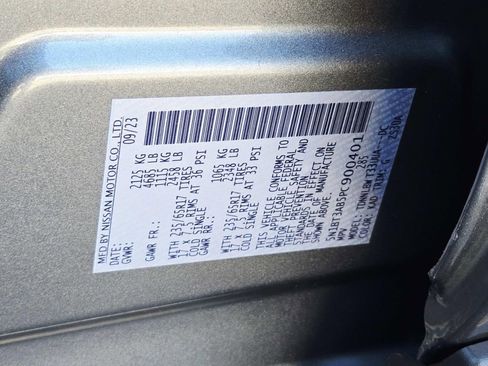 MFD BY NISSAN MOTOR CO., LTD.
DATE: 09/23
GVWR: 2125 KG
4685 LB
GAWR FR.: 1115 KG
2458 LB
WITH 235/65R17 TIRES
17 X 7 RIMS AT 36 PSI
COLD SINGLE
GAWR RR.: 1065 KG
2348 LB
WITH 235/65R17 TIRES
17 X 7 RIMS AT 33 PSI
COLD SINGLE
THIS VEHICLE CONFORMS TO
ALL APPLICABLE FEDERAL
MOTOR VEHICLE SAFETY AND
THEFT PREVENTION STANDARDS
IN EFFECT ON THE DATE OF
MANUFACTURE SHOWN ABOVE.
5N1BT3AB5PC900401
MPV
COLOR: KAD TRIM: G